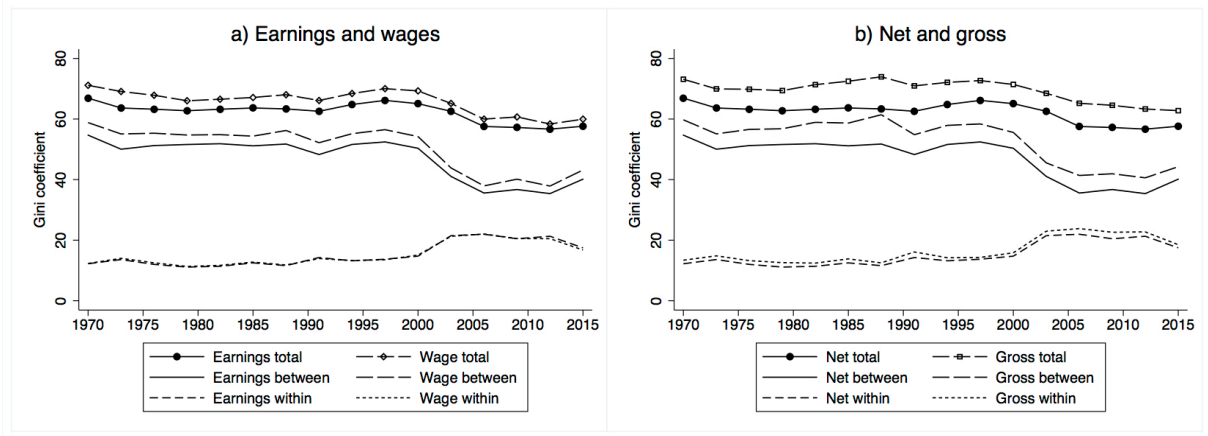 a) Earnings and wages
Gini coefficient
80
60
40
20
0
1970 1975 1980 1985 1990 1995 2000 2005 2010 2015
Earnings total Wage total
Earnings between Wage between
Earnings within Wage within
b) Net and gross
Gini coefficient
80
60
40
20
0
1970 1975 1980 1985 1990 1995 2000 2005 2010 2015
Net total Gross total
Net between Gross between
Net within Gross within